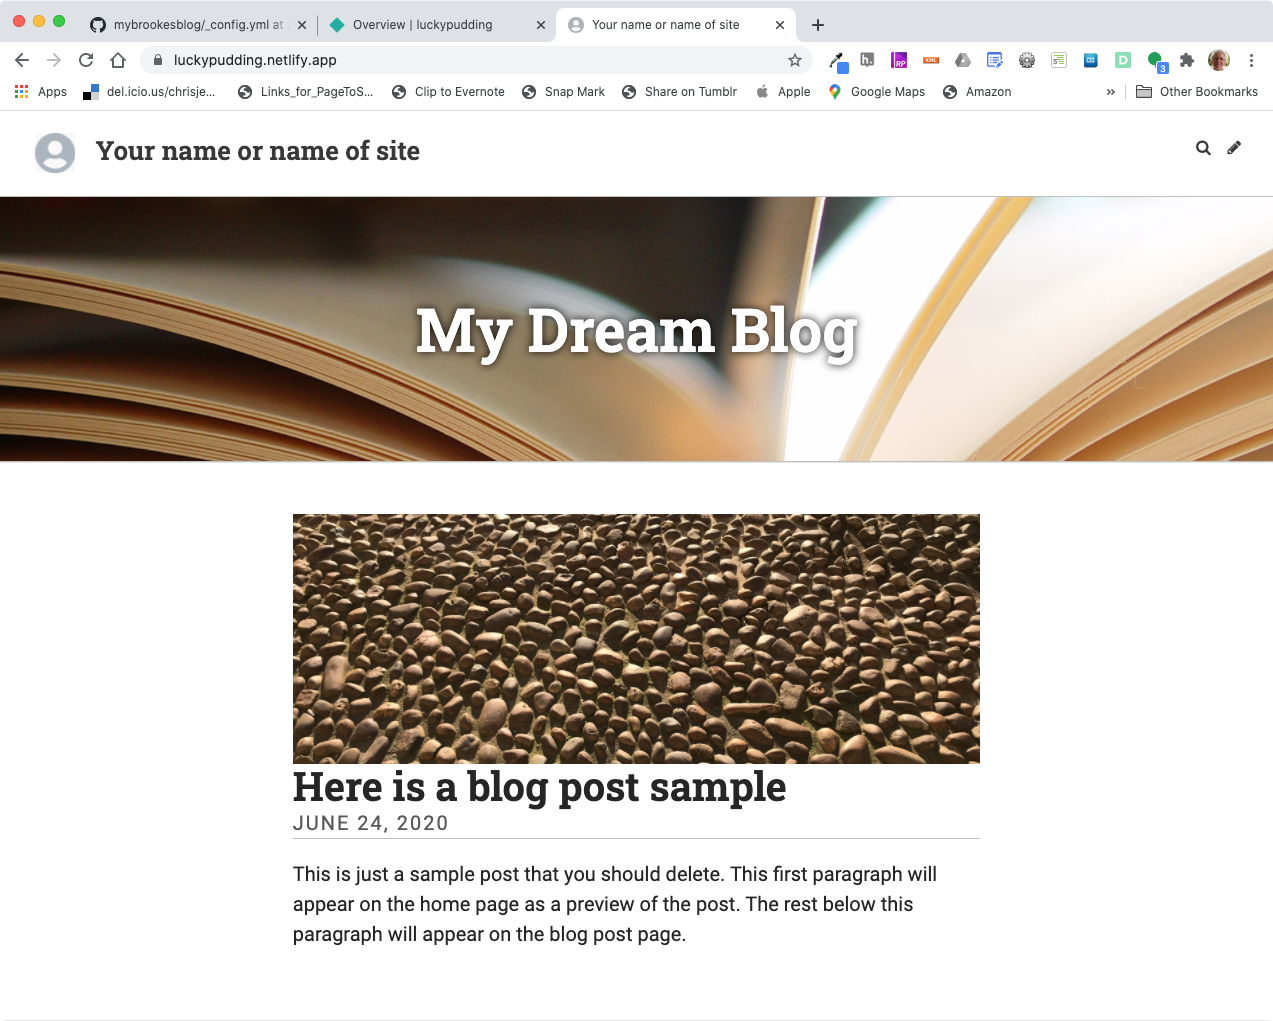 mybrookesblog/_config.yml at
Overview | luckypudding
Your name or name of site
luckypudding.netlify.app
Apps
del.icio.us/chrisje...
Links_for_PageToS...
Clip to Evernote
Snap Mark
Share on Tumblr
Apple
Google Maps
Amazon
»
Other Bookmarks
Your name or name of site
My Dream Blog
Here is a blog post sample
JUNE 24, 2020
This is just a sample post that you should delete. This first paragraph will
appear on the home page as a preview of the post. The rest below this
paragraph will appear on the blog post page.